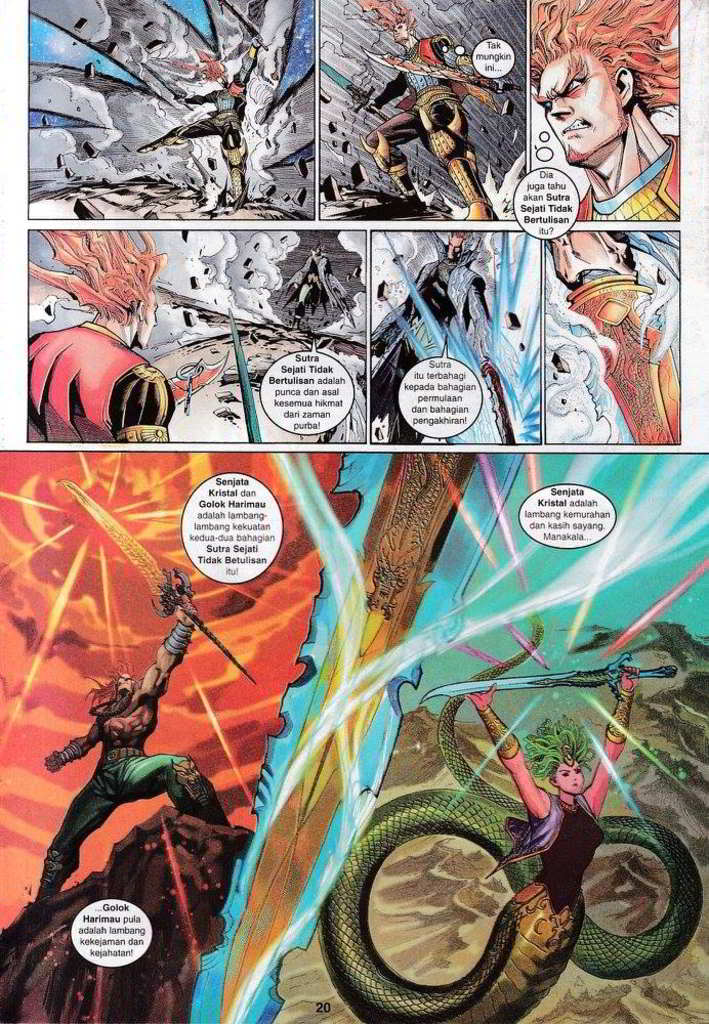 Tak
mungkin
ini...
Dia
juga tahu
akan Sutra
Sejati Tidak
Bertulisan
itu?
Sutra
Sejati Tidak
Bertulisan adalah
punca dan asal
kesemua hikmat
dari zaman
purba!
Sutra
itu terbahagi
kepada bahagian
permulaan
dan bahagian
pengakhiran!
Senjata
Kristal dan
Golok Harimau
adalah lambang-
lambang kekuatan
kedua-dua bahagian
Sutra Sejati
Tidak Betulisan
itu!
Senjata
Kristal adalah
lambang kemurahan
dan kasih sayang.
Manakala...
...Golok
Harimau pula
adalah lambang
kekejaman dan
kejahatan!
20